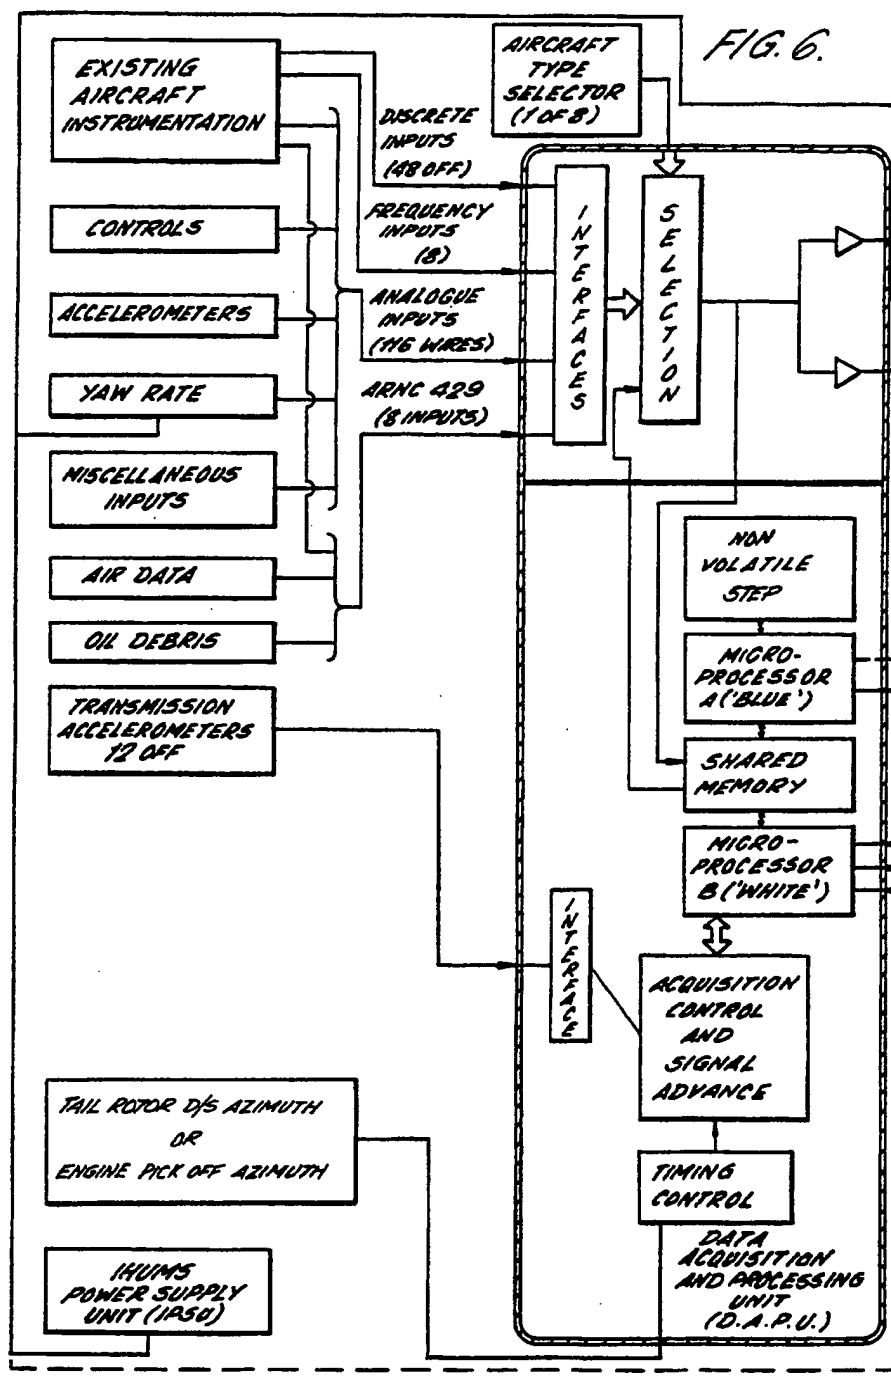 FIG. 6.
AIRCRAFT
TYPE
SELECTOR
(1 OF 8)
EXISTING
AIRCRAFT
INSTRUMENTATION
CONTROLS
ACCELEROMETERS
YAW RATE
MISCELLANEOUS
INPUTS
AIR DATA
OIL DEBRIS
TRANSMISSION
ACCELEROMETERS
12 OFF
TAIL ROTOR D/S AZIMUTH
OR
ENGINE PICK OFF AZIMUTH
IHUMS
POWER SUPPLY
UNIT (IPSU)
DISCRETE
INPUTS
(48 OFF)
FREQUENCY
INPUTS
(8)
ANALOGUE
INPUTS
(116 WIRES)
ARNC 429
(8 INPUTS)
INTERFACES
SELECTION
NON
VOLATILE
STEP
MICRO-
PROCESSOR
A ('BLUE')
SHARED
MEMORY
MICRO-
PROCESSOR
B ('WHITE')
INTERFACE
ACQUISITION
CONTROL
AND
SIGNAL
ADVANCE
TIMING
CONTROL
DATA
ACQUISITION
AND PROCESSING
UNIT
(D.A.P.U.)